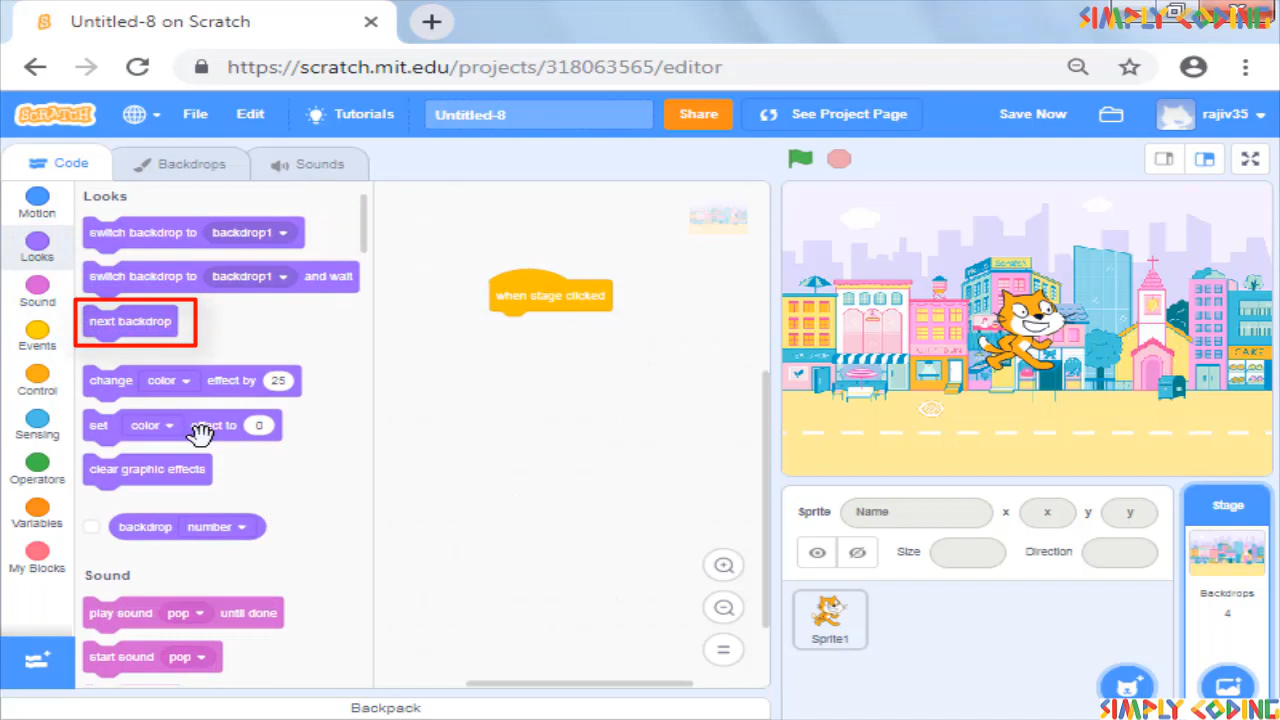 Untitled-8 on Scratch
SIMPLY CODING
https://scratch.mit.edu/projects/318063565/editor
SCRATCH File Edit Tutorials Untitled-8 Share See Project Page Save Now rajiv35
Code Backdrops Sounds
Motion
Looks
Sound
Events
Control
Sensing
Operators
Variables
My Blocks
Looks
switch backdrop to backdrop1
switch backdrop to backdrop1 and wait
next backdrop
change color effect by 25
set color to 0
clear graphic effects
backdrop number
Sound
play sound pop until done
start sound pop
when stage clicked
Scratch
CAKE
Sprite Name x x y y
Size Direction
Sprite1
Stage
Backdrops
4
Backpack
SIMPLY CODING